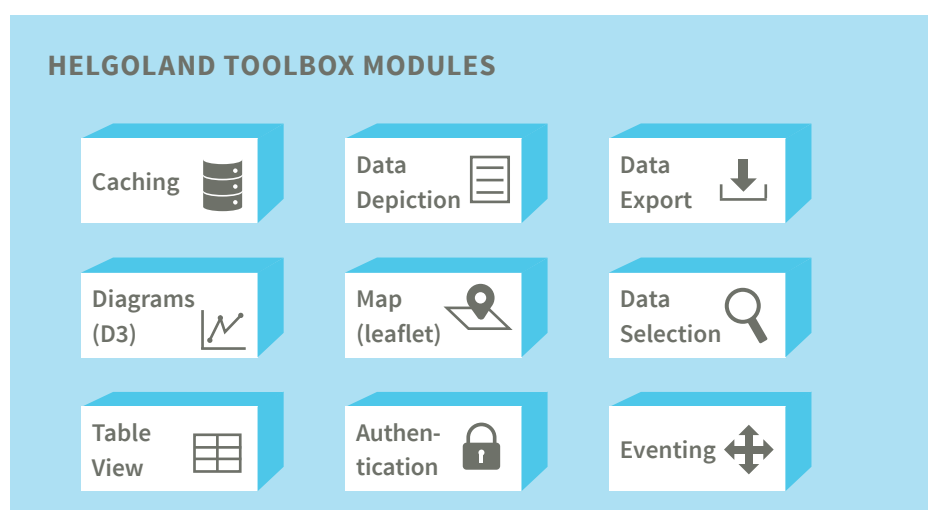 HELGOLAND TOOLBOX MODULES
Caching
Data
Depiction
Data
Export
Diagrams
(D3)
Map
(leaflet)
Data
Selection
Table
View
Authen-
tication
Eventing